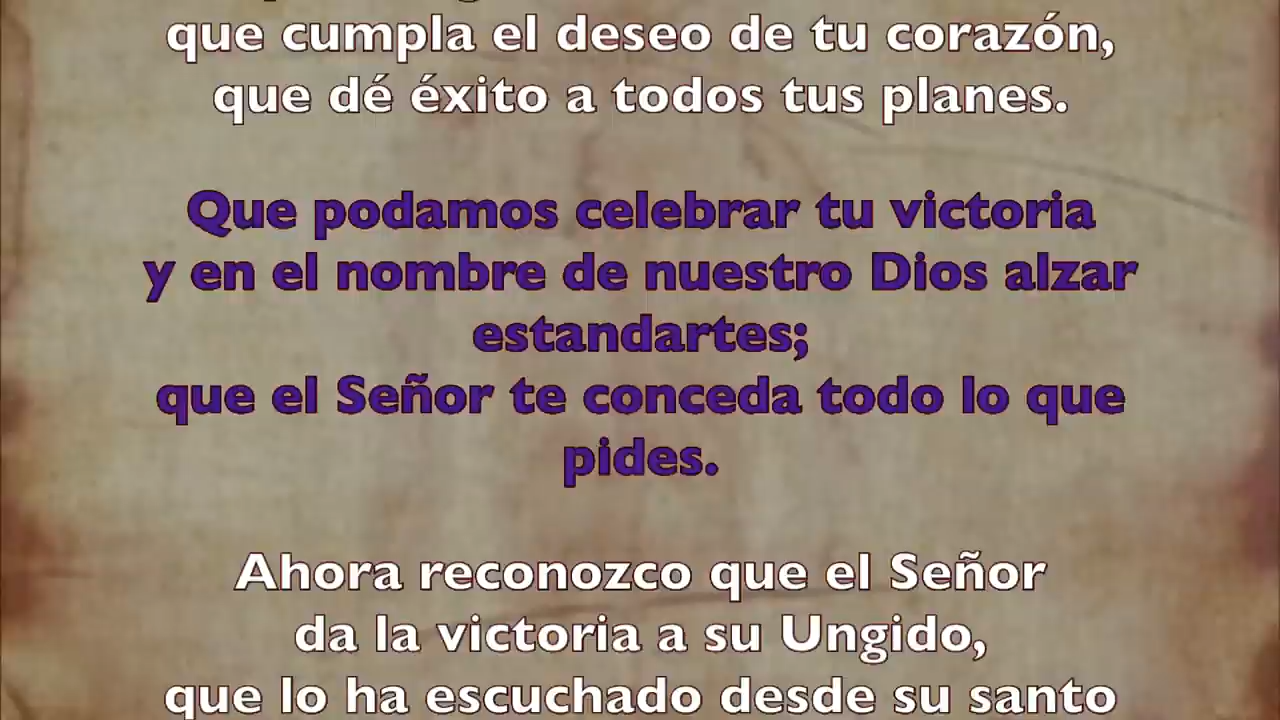 que cumpla el deseo de tu corazón,
que dé éxito a todos tus planes.
Que podamos celebrar tu victoria
y en el nombre de nuestro Dios alzar
estandartes;
que el Señor te conceda todo lo que
pides.
Ahora reconozco que el Señor
da la victoria a su Ungido,
que lo ha escuchado desde su santo